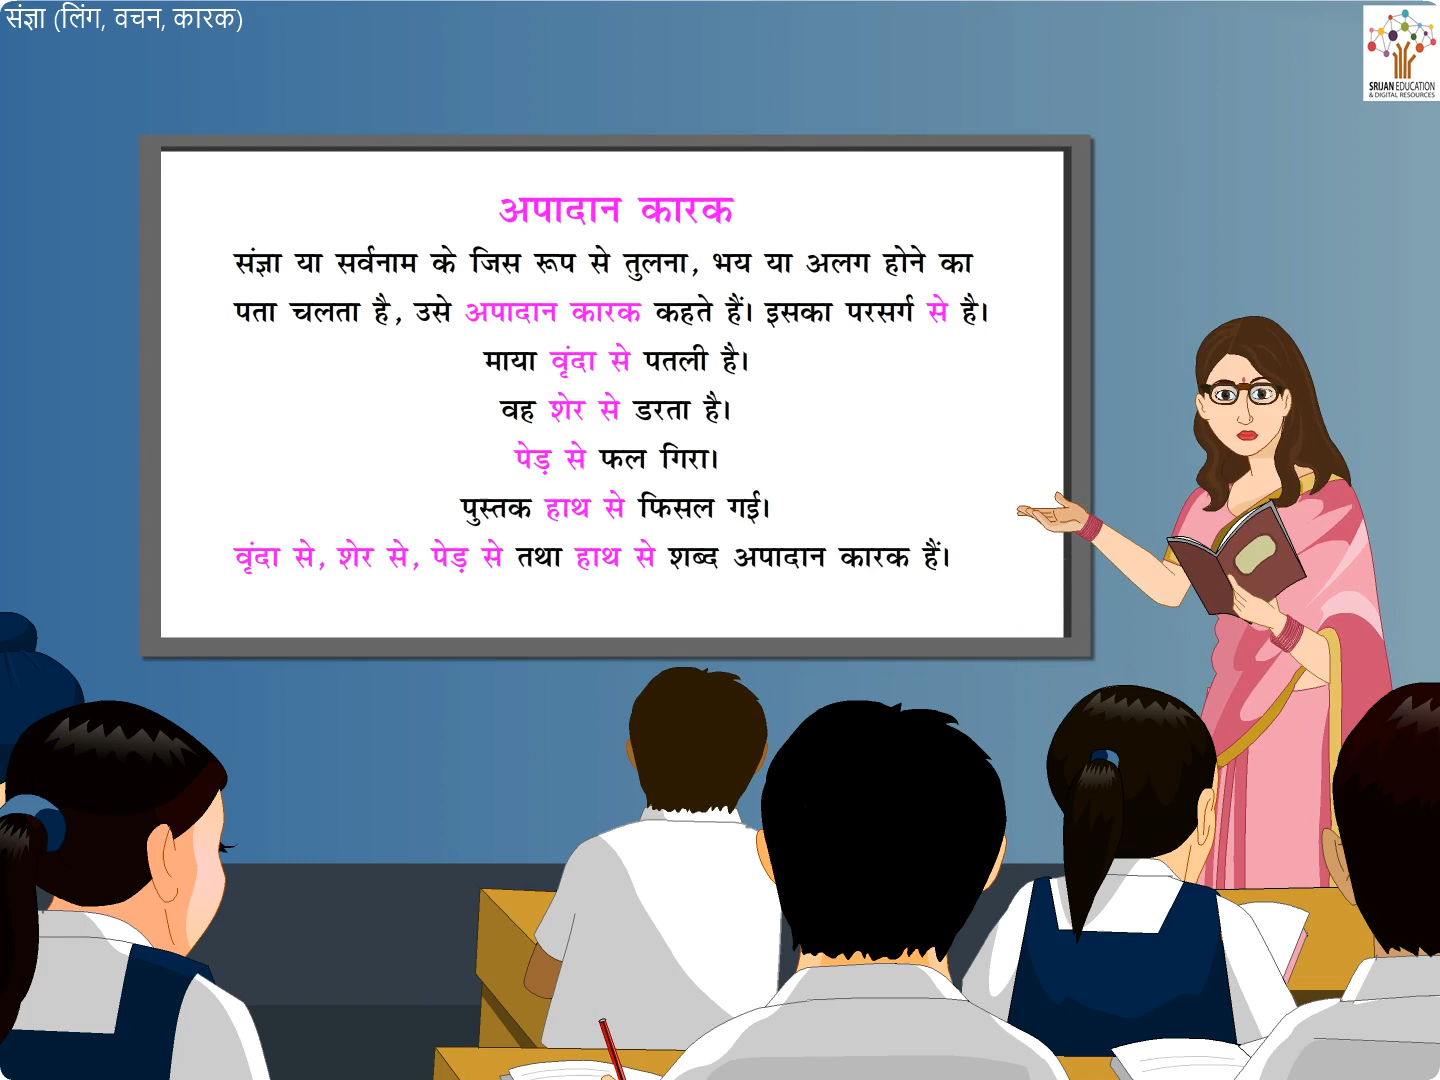 संज्ञा (लिंग, वचन, कारक)
SRIJAN EDUCATION
& DIGITAL RESOURCES
अपादान कारक
संज्ञा या सर्वनाम के जिस रूप से तुलना, भय या अलग होने का
पता चलता है, उसे अपादान कारक कहते हैं। इसका परसर्ग से है।
माया वृंदा से पतली है।
वह शेर से डरता है।
पेड़ से फल गिरा।
पुस्तक हाथ से फिसल गई।
वृंदा से, शेर से, पेड़ से तथा हाथ से शब्द अपादान कारक हैं।